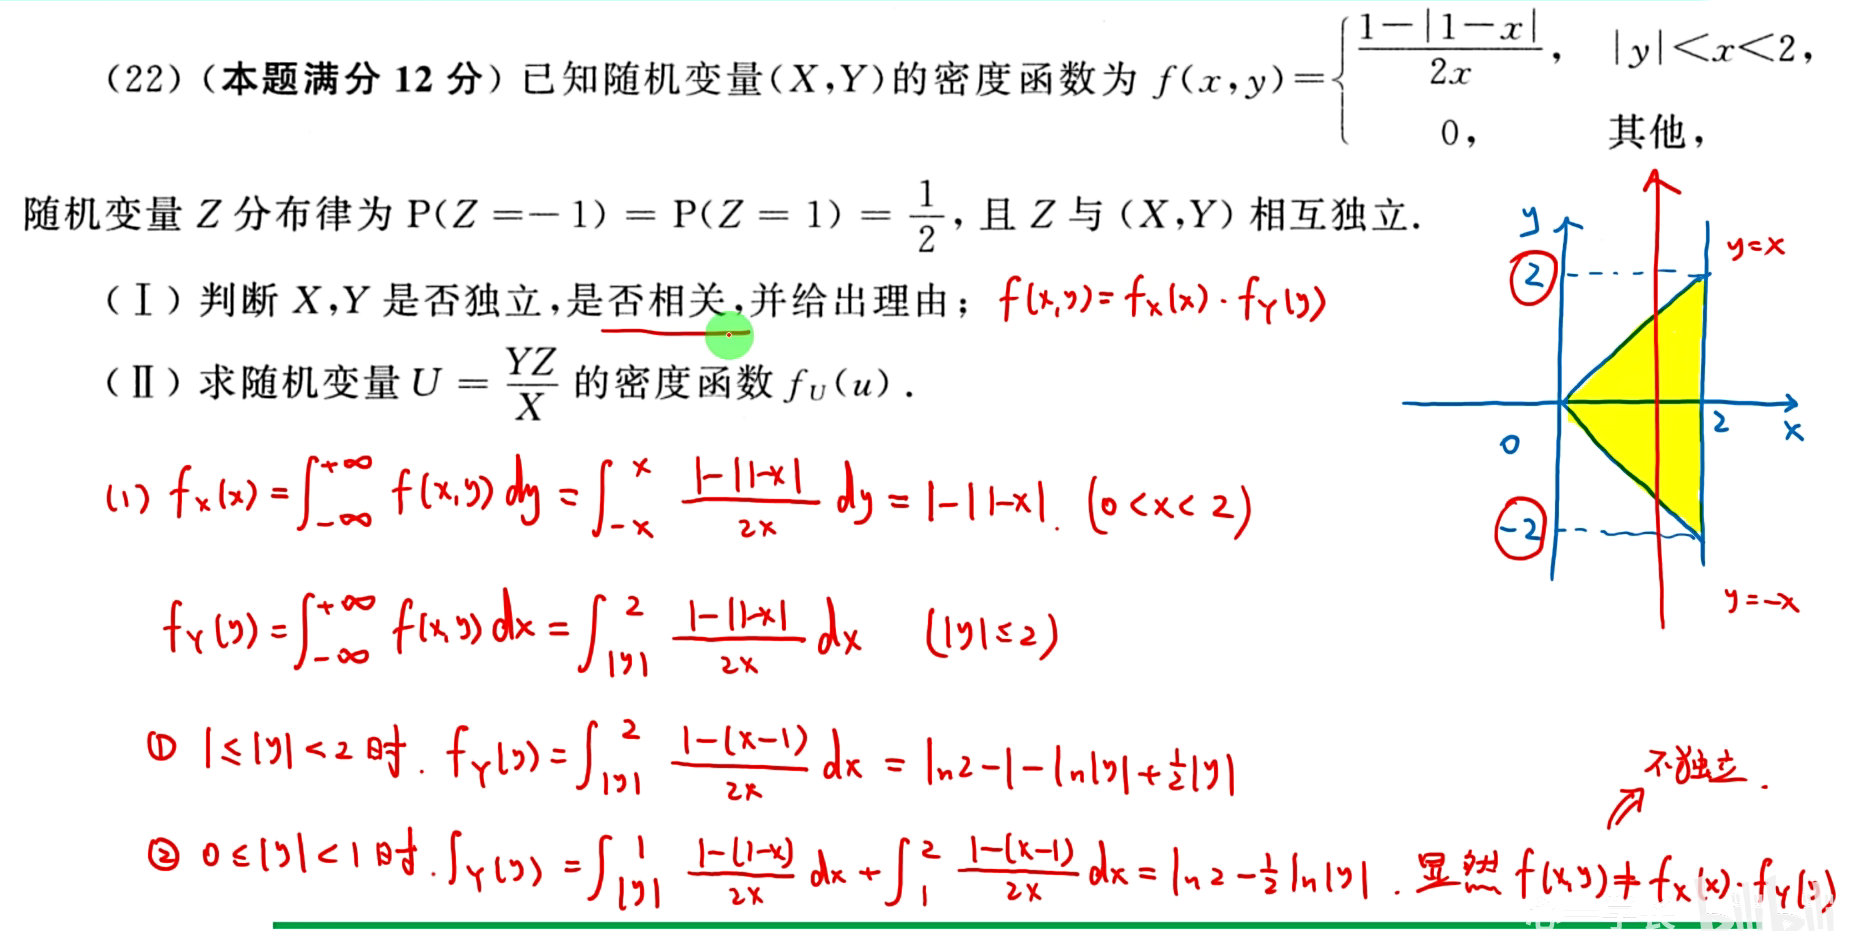 (22)(本题满分 12 分)已知随机变量(X,Y)的密度函数为 f(x,y)={ (1-|1-x|)/(2x), |y|<x<2,
0, 其他,
随机变量 Z 分布律为 P(Z=-1)=P(Z=1)=1/2,且 Z 与 (X,Y) 相互独立.
(Ⅰ)判断 X,Y 是否独立,是否相关,并给出理由; f(x,y)=f_X(x)·f_Y(y)
(Ⅱ)求随机变量 U=YZ/X 的密度函数 f_U(u).
y
2
y=x
0
2
x
-2
y=-x
(1) f_X(x)=∫_{-∞}^{+∞} f(x,y)dy=∫_{-x}^{x} (1-|1-x|)/(2x) dy=1-|1-x|. (0<x<2)
f_Y(y)=∫_{-∞}^{+∞} f(x,y)dx=∫_{|y|}^{2} (1-|1-x|)/(2x) dx (|y|≤2)
① 1≤|y|<2时. f_Y(y)=∫_{|y|}^{2} (1-(x-1))/(2x) dx=ln2-1-ln|y|+1/2|y|
不独立.
② 0≤|y|<1时. f_Y(y)=∫_{|y|}^{1} (1-(1-x))/(2x) dx+∫_{1}^{2} (1-(x-1))/(2x) dx=ln2-1/2 ln|y|. 显然 f(x,y)≠f_X(x)·f_Y(y)
bilibili